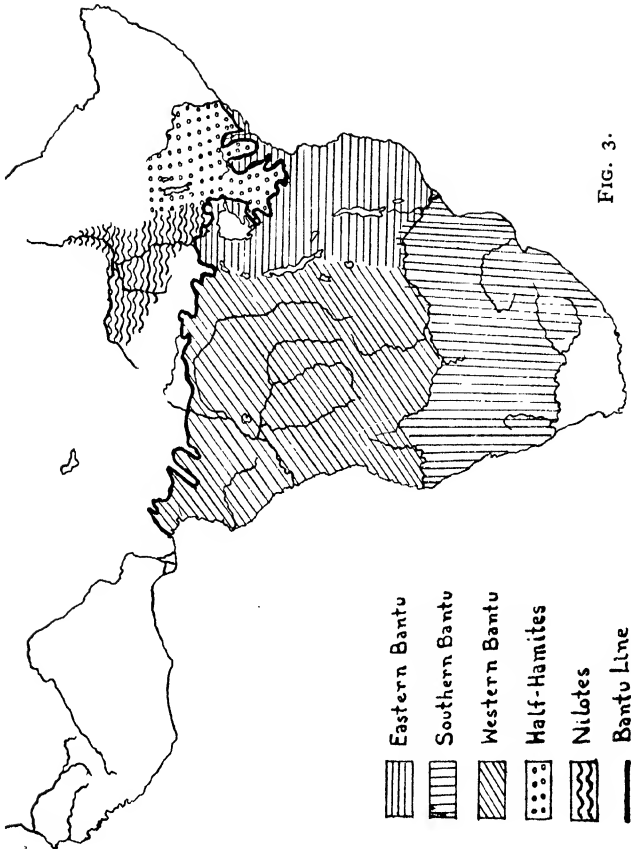 FIG. 3.
Eastern Bantu
Southern Bantu
Western Bantu
Half-Hamites
Nilotes
Bantu Line